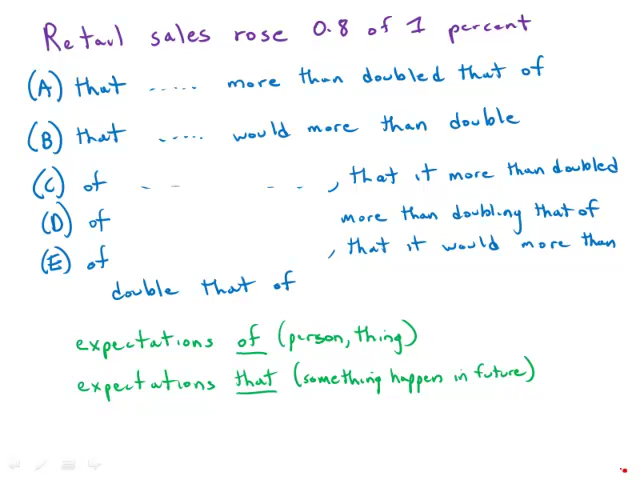 Retail sales rose 0.8 of 1 percent
(A) that ..... more than doubled that of
(B) that ..... would more than double
(C) of .. - - .. , that it more than doubled
(D) of more than doubling that of
(E) of , that it would more than
double that of
expectations of (person, thing)
expectations that (something happen in future)